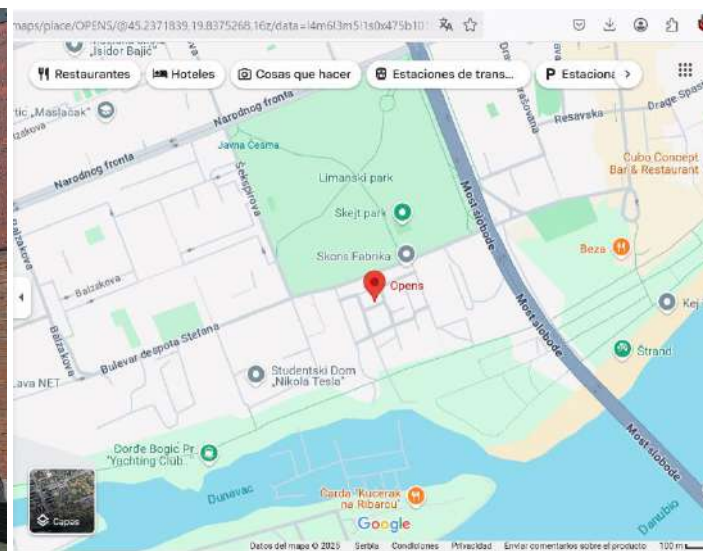 maps/place/OPENS/@45.2371839,19.8375268,16z/data=
„Isidor Bajić“
Restaurantes
Hoteles
Cosas que hacer
Estaciones de trans...
P Estaciona
tic „Maslačak“
Narodnog fronta
Resavska
Javna Česma
Cubo Concept
Bar & Restaurant
Narodnog fronta
Šekspirova
Limanski park
Most slobode
Balzakova
Skejt park
Skons Fabrika
Beza
Opens
Balzakova
Most slobode
Kej
Balzakova
Bulevar despota Stefana
Štrand
Studentski Dom
„Nikola Tesla“
ava NET
Đorđe Bogić Pr
"Yachting Club
Most slobode
Dunavac
Čarda "Kućerak
na Ribarcu"
Danubio
Capas
Google
Datos del mapa © 2025
Serbia
Condiciones
Privacidad
Enviar comentarios sobre el producto
100 m